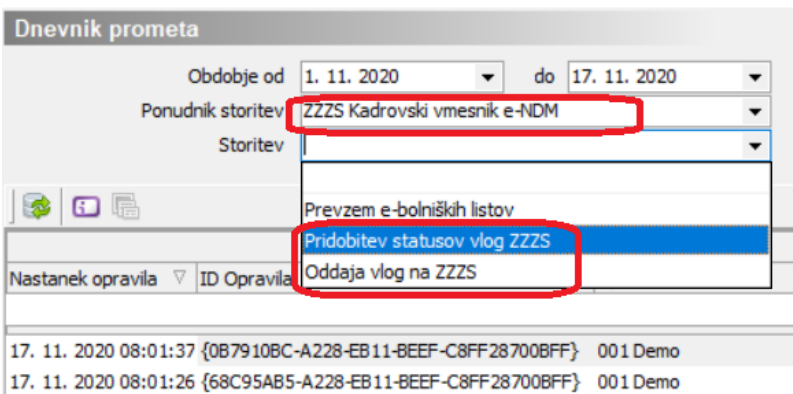 Dnevnik prometa
Obdobje od 1. 11. 2020 do 17. 11. 2020
Ponudnik storitev ZZZS Kadrovski vmesnik e-NDM
Storitev
Prevzem e-bolniških listov
Pridobitev statusov vlog ZZZS
Oddaja vlog na ZZZS
Nastanek opravila ID Opravila
17. 11. 2020 08:01:37 {0B7910BC-A228-EB11-BEEF-C8FF28700BFF} 001 Demo
17. 11. 2020 08:01:26 {68C95AB5-A228-EB11-BEEF-C8FF28700BFF} 001 Demo